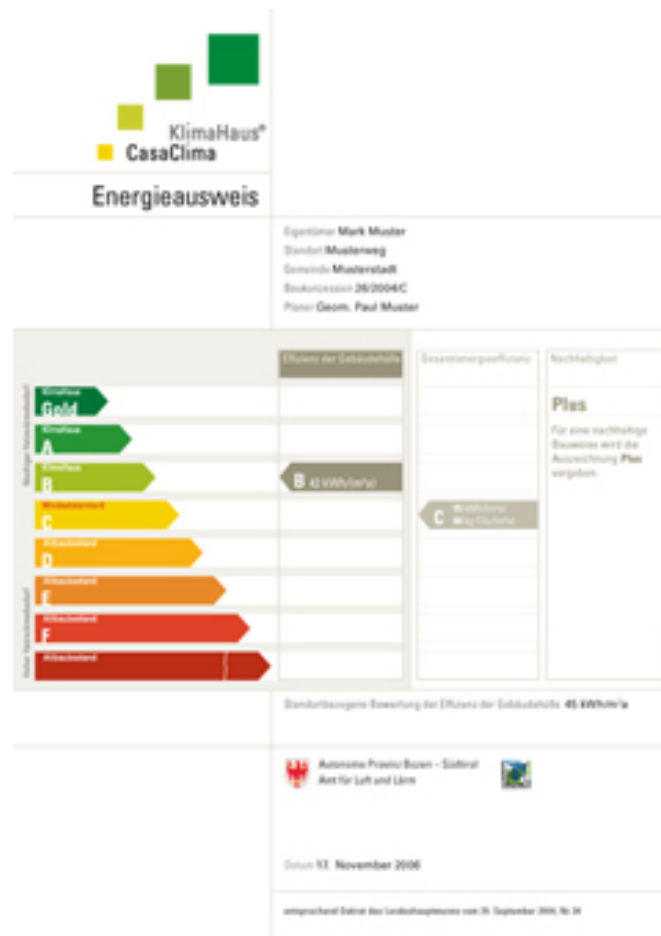 KlimaHaus®
CasaClima
Energieausweis
Eigentümer Mark Muster
Standort Musterweg
Gemeinde Musterstadt
Baukonzession 26/2004/C
Planer Geom. Paul Muster
Effizienz der Gebäudehülle
Gesamtenergieeffizienz
Nachhaltigkeit
KlimaHaus
Gold
KlimaHaus
A
KlimaHaus
B
B 42 kWh/(m²a)
C
C
D
E
F
Plus
Für eine nachhaltige
Bauweise wird die
Auszeichnung Plus
vergeben.
Standortbezogene Bewertung der Effizienz der Gebäudehülle 45 kWh/m²a
Autonome Provinz Bozen – Südtirol
Amt für Luft und Lärm
Datum 17. November 2006